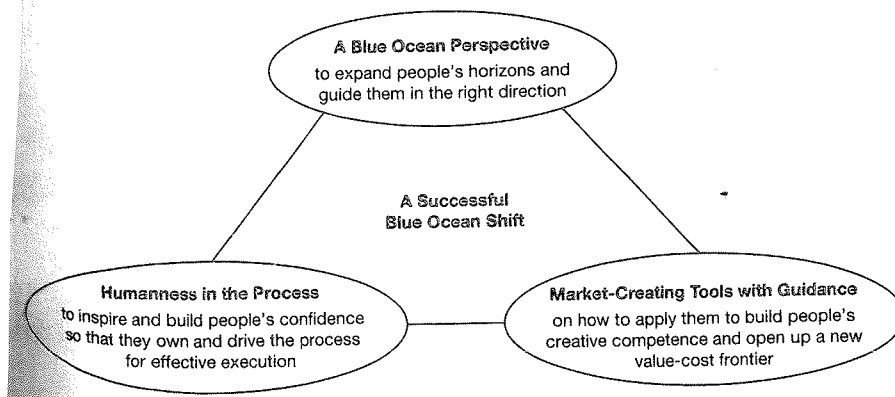 A Blue Ocean Perspective
to expand people's horizons and
guide them in the right direction
A Successful
Blue Ocean Shift
Humanness in the Process
to inspire and build people's confidence
so that they own and drive the process
for effective execution
Market-Creating Tools with Guidance
on how to apply them to build people's
creative competence and open up a new
value-cost frontier